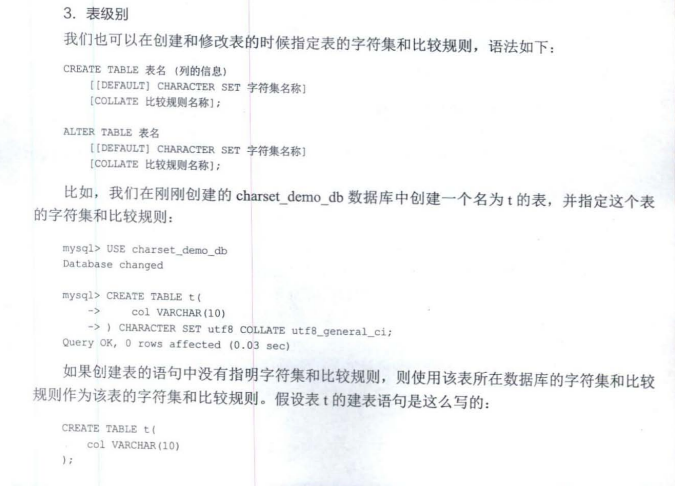 3. 表级别
我们也可以在创建和修改表的时候指定表的字符集和比较规则，语法如下：
CREATE TABLE 表名 (列的信息)
[[DEFAULT] CHARACTER SET 字符集名称]
[COLLATE 比较规则名称];
ALTER TABLE 表名
[[DEFAULT] CHARACTER SET 字符集名称]
[COLLATE 比较规则名称];
比如，我们在刚刚创建的 charset_demo_db 数据库中创建一个名为 t 的表，并指定这个表
的字符集和比较规则：
mysql> USE charset_demo_db
Database changed
mysql> CREATE TABLE t(
-> col VARCHAR(10)
-> ) CHARACTER SET utf8 COLLATE utf8_general_ci;
Query OK, 0 rows affected (0.03 sec)
如果创建表的语句中没有指明字符集和比较规则，则使用该表所在数据库的字符集和比较
规则作为该表的字符集和比较规则。假设表 t 的建表语句是这么写的：
CREATE TABLE t(
col VARCHAR(10)
);